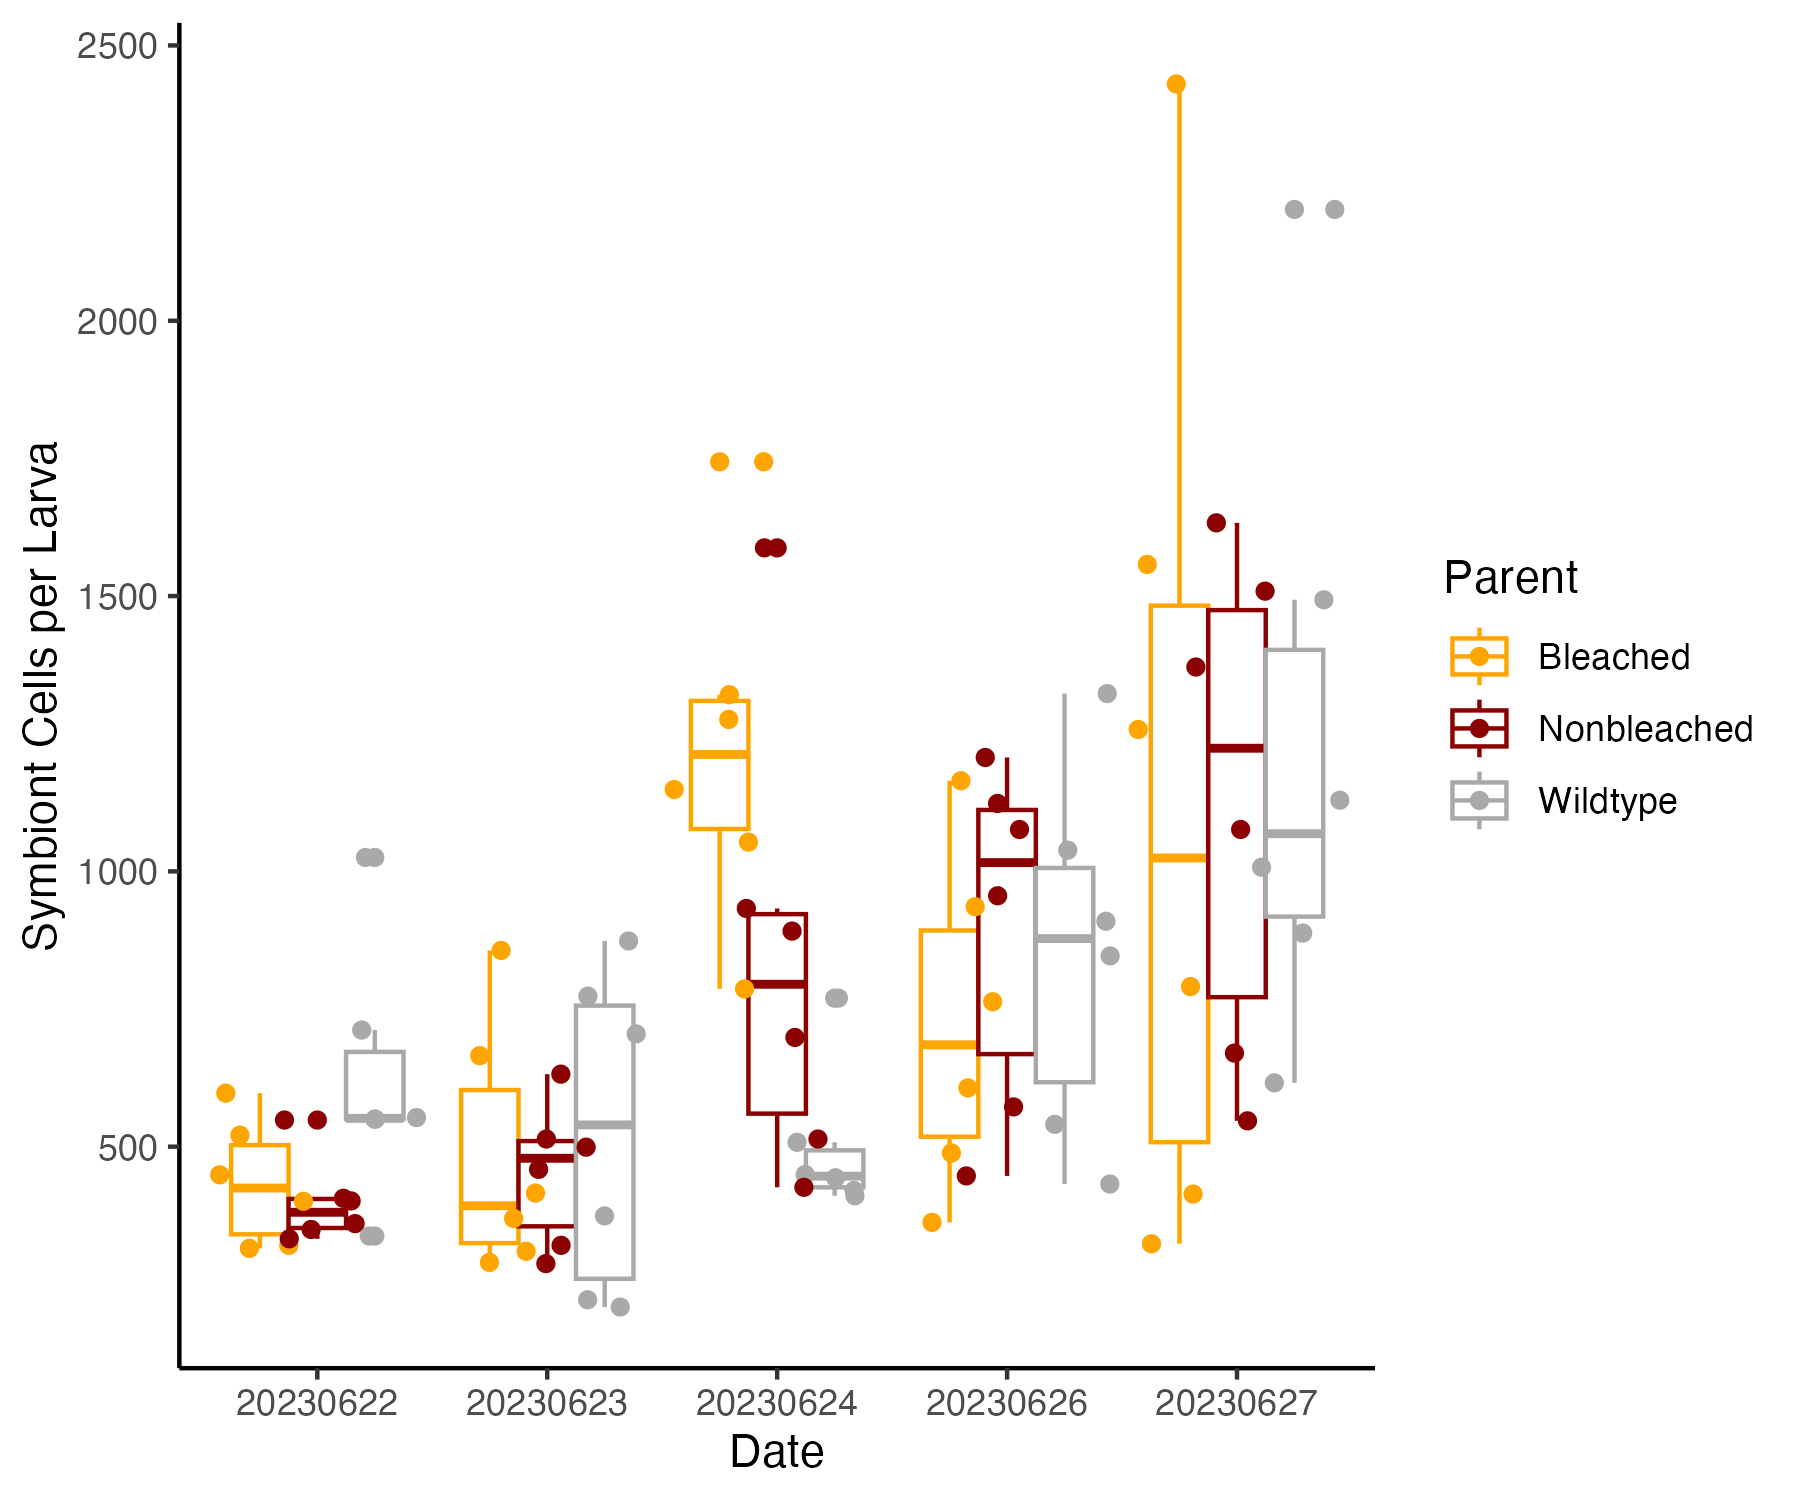 2500
2000
1500
1000
500
Symbiont Cells per Larva
20230622
20230623
20230624
20230626
20230627
Date
Parent
Bleached
Nonbleached
Wildtype